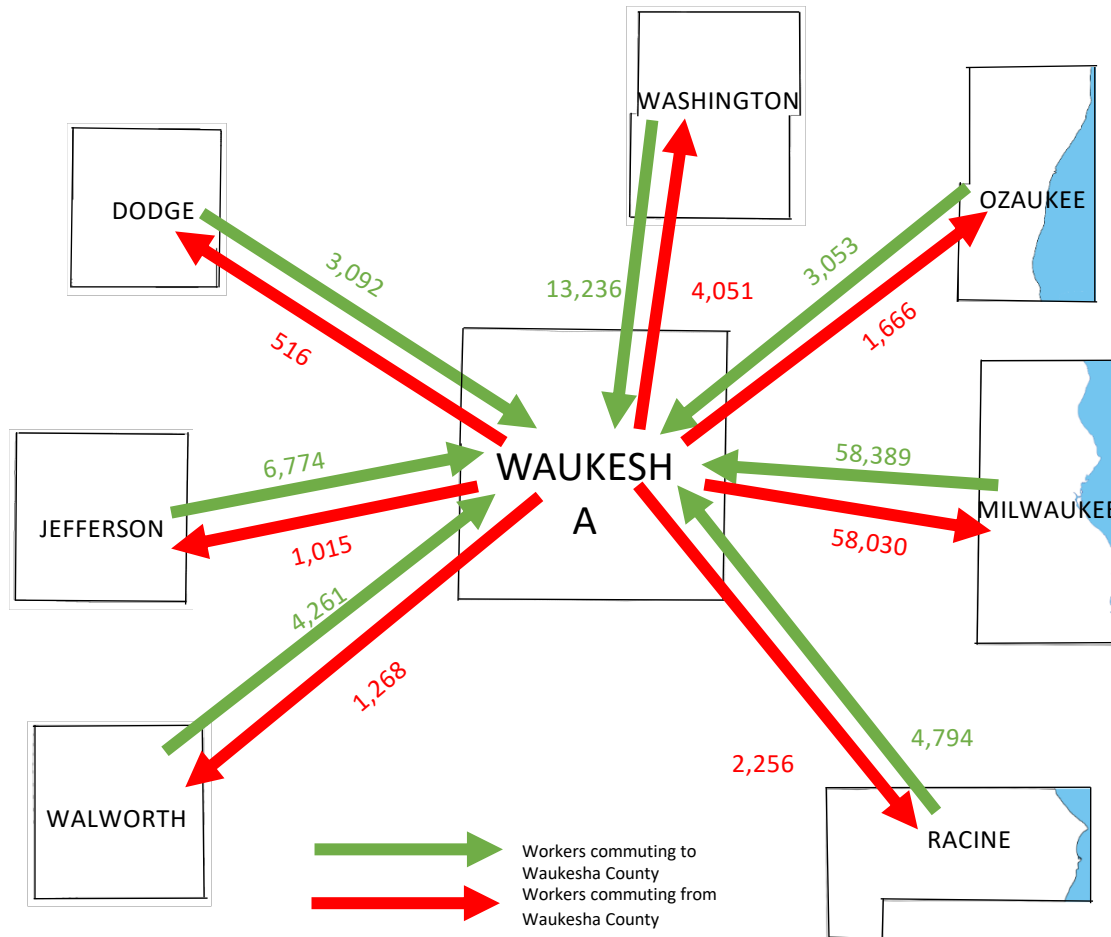 WASHINGTON
OZAUKEE
DODGE
3,092
516
13,236
4,051
3,053
1,666
WAUKESH
A
6,774
1,015
58,389
58,030
JEFFERSON
MILWAUKEE
4,261
1,268
4,794
2,256
WALWORTH
RACINE
Workers commuting to
Waukesha County
Workers commuting from
Waukesha County